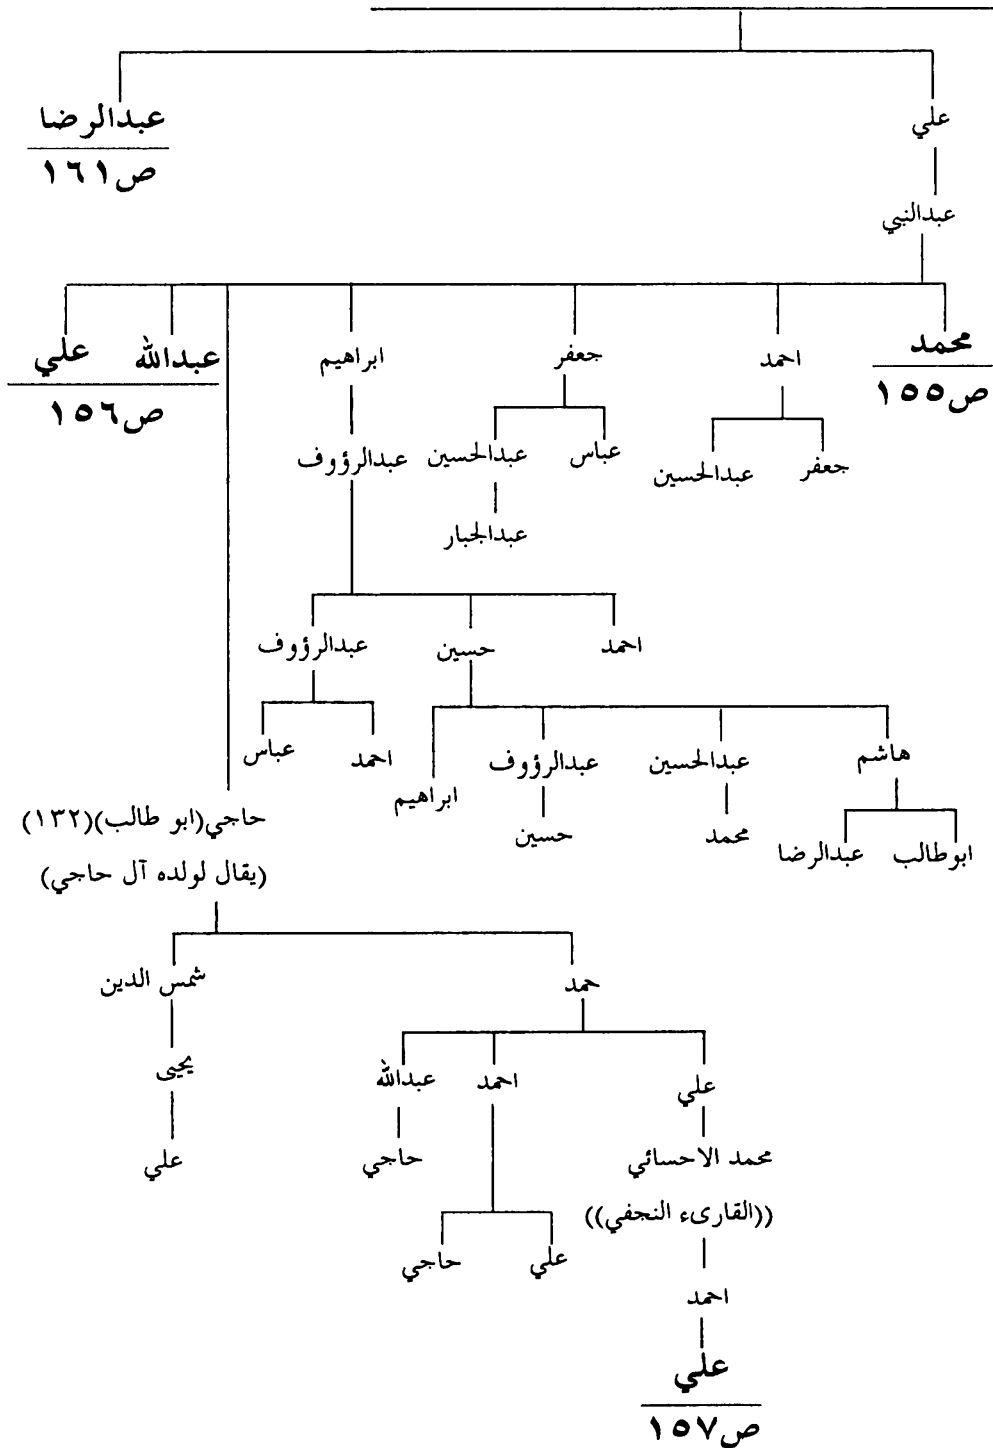 علي
عبدالرضا
ص١٦١
عبدالنبي
محمد
ص١٥٥
احمد
جعفر
ابراهيم
عبدالله
علي
ص١٥٦
جعفر
عبدالحسين
عباس
عبدالحسين
عبدالرؤوف
عبدالجبار
احمد
حسين
عبدالرؤوف
احمد
عباس
هاشم
عبدالحسين
عبدالرؤوف
ابراهيم
ابوطالب
عبدالرضا
محمد
حسين
حاجي(ابو طالب)(١٣٢)
(يقال لولده آل حاجي)
حمد
شمس الدين
علي
احمد
عبدالله
يحيى
محمد الاحسائي
((القارىء النجفي))
حاجي
علي
علي
حاجي
احمد
علي
ص١٥٧